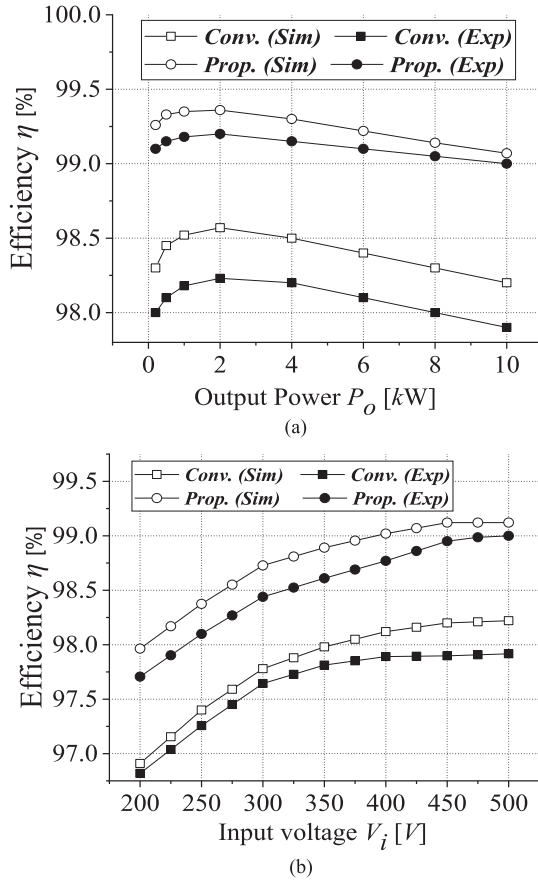 100.0
99.5
99.0
98.5
98.0
Efficiency η [%]
Conv. (Sim) Conv. (Exp)
Prop. (Sim) Prop. (Exp)
0 2 4 6 8 10
Output Power P_o [kW]
(a)
99.5
99.0
98.5
98.0
97.5
97.0
Efficiency η [%]
Conv. (Sim) Conv. (Exp)
Prop. (Sim) Prop. (Exp)
200 250 300 350 400 450 500
Input voltage V_i [V]
(b)